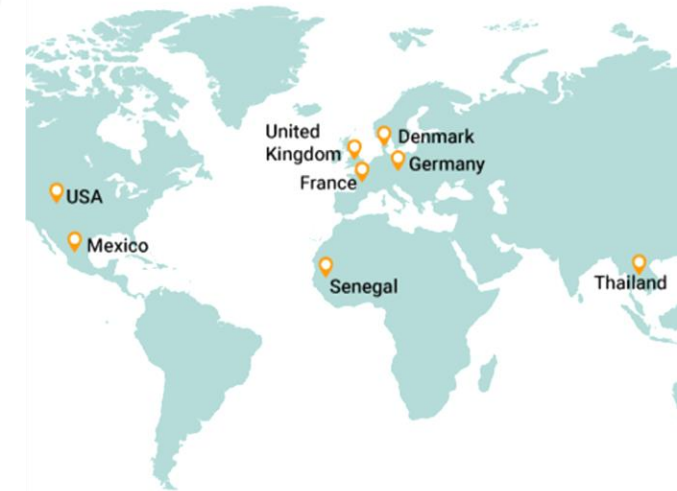 United
Kingdom
Denmark
Germany
France
USA
Mexico
Senegal
Thailand